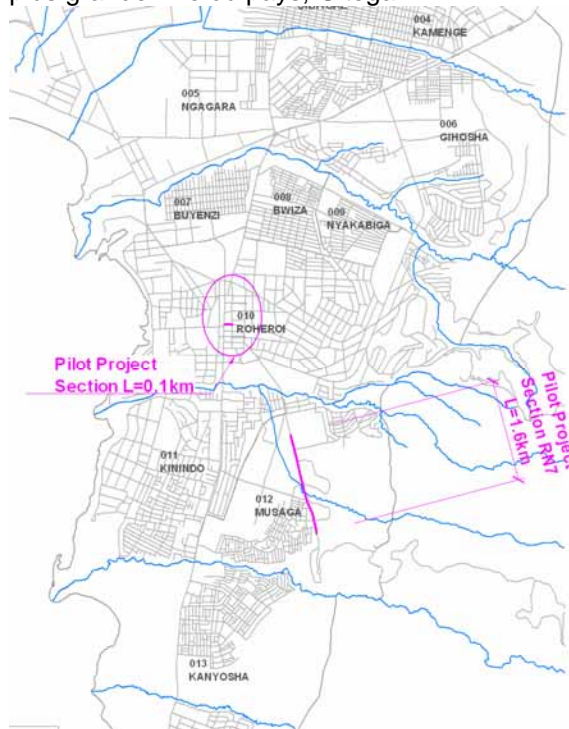 004
KAMENGE
005
NGAGARA
006
GIHOSHA
007
BUYENZI
008
BWIZA
009
NYAKABIGA
010
ROHEROI
Pilot Project
Section L=0.1km
Pilot Project
Section RN7
L=1.6km
011
KININDO
012
MUSAGA
013
KANYOSHA